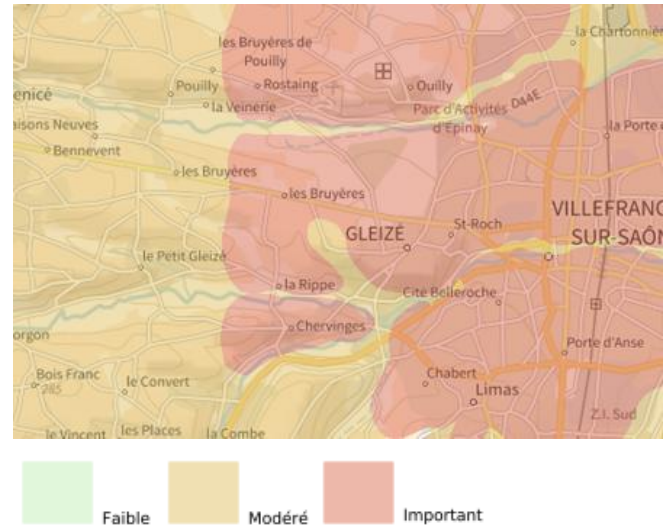 la Chartonnière
les Bruyères de
Pouilly
Pouilly
Rostaing
Ouilly
enicé
la Veinerie
Parc d'Activités
d'Epinay
D44E
aisons Neuves
la Porte
Bennevent
les Bruyères
les Bruyères
VILLEFRANC
SUR-SAÔN
St-Roch
GLEIZÉ
le Petit Gleizé
la Rippe
Cité Belleroche
Chervinges
orgon
Porte d'Anse
Bois Franc
285
le Convert
Chabert
Limas
Z.I. Sud
le Vincent
les Places
la Combe
Faible
Modéré
Important